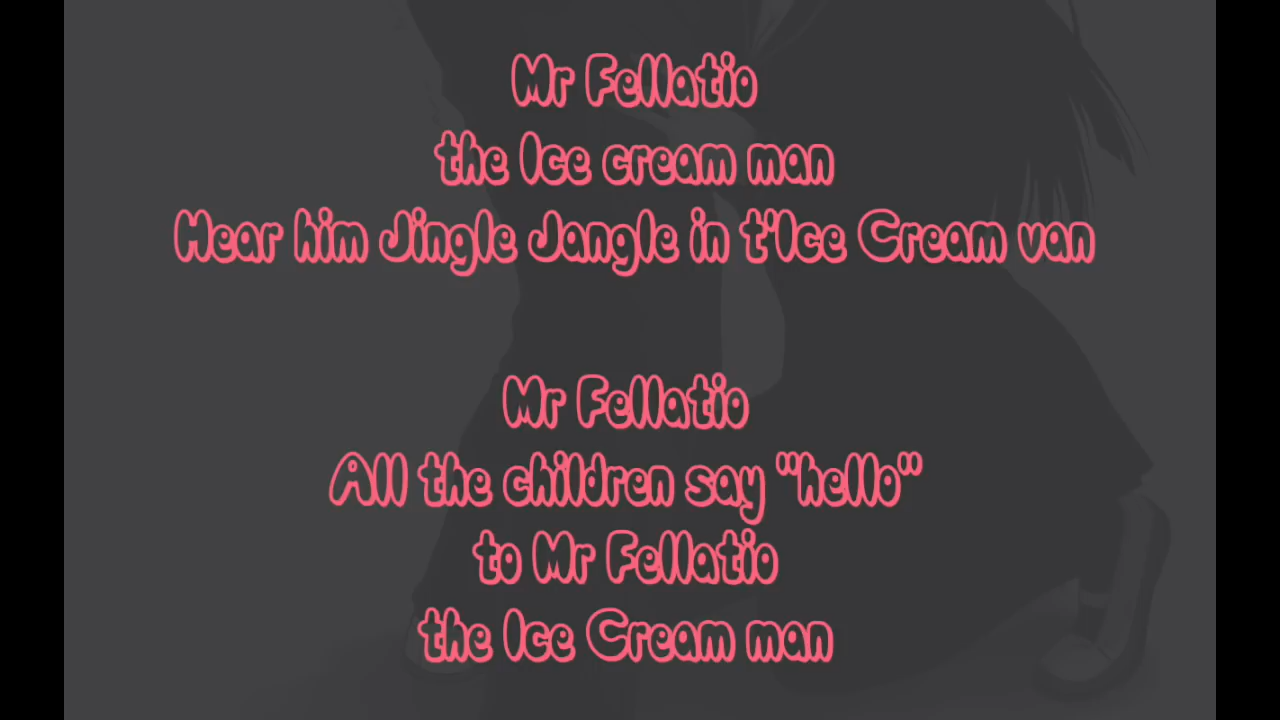 Mr Fellatio
the Ice cream man
Hear him Jingle Jangle in t'Ice Cream van
Mr Fellatio
All the children say "hello"
to Mr Fellatio
the Ice Cream man